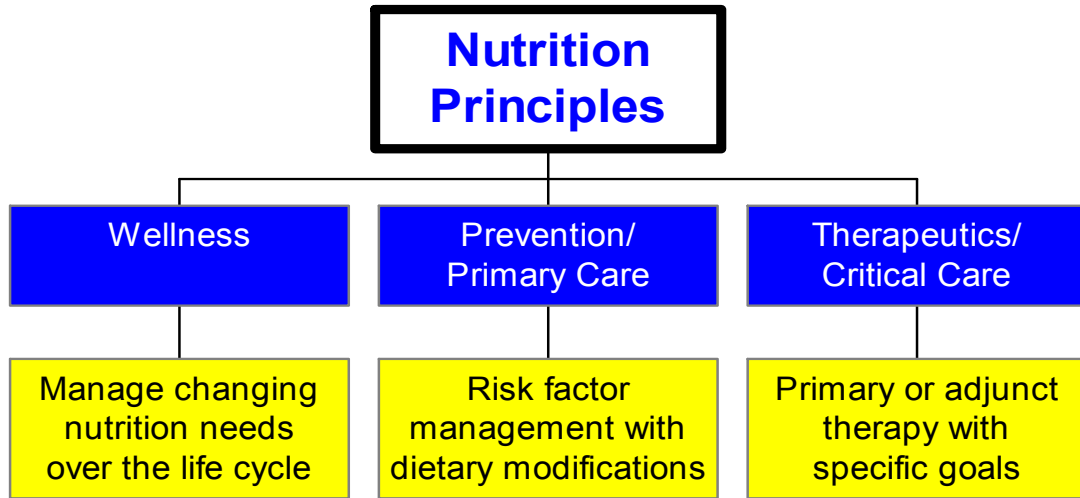 Nutrition
Principles
Wellness
Prevention/
Primary Care
Therapeutics/
Critical Care
Manage changing
nutrition needs
over the life cycle
Risk factor
management with
dietary modifications
Primary or adjunct
therapy with
specific goals